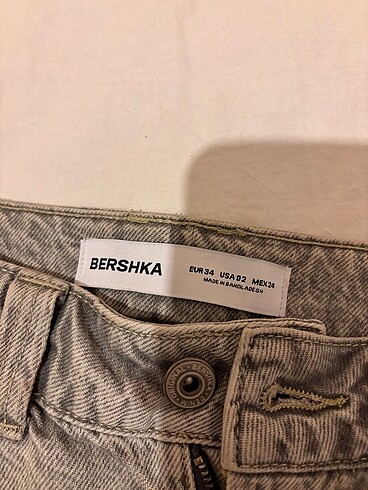 BERSHKA
EUR 34 USA 02 MEX 24
MADE IN BANGLADESH